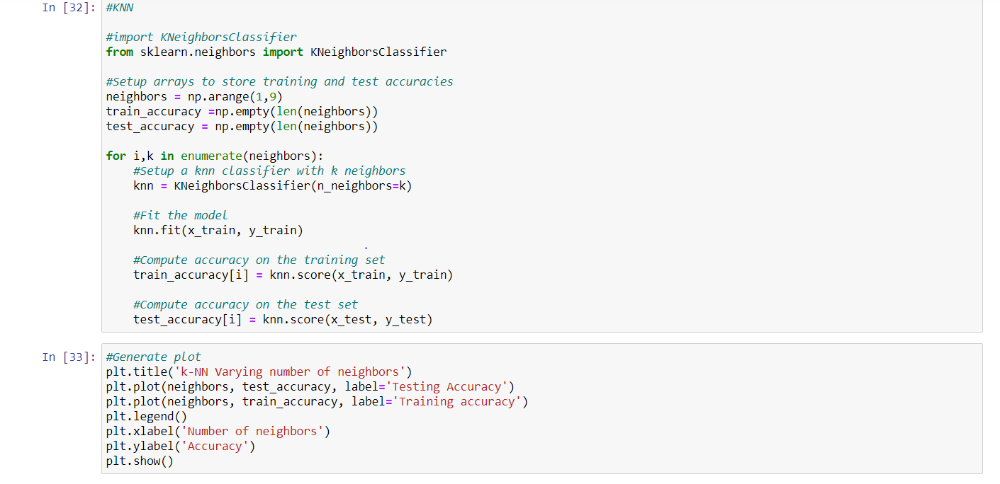 In [32]: #KNN
#import KNeighborsClassifier
from sklearn.neighbors import KNeighborsClassifier
#Setup arrays to store training and test accuracies
neighbors = np.arange(1,9)
train_accuracy =np.empty(len(neighbors))
test_accuracy = np.empty(len(neighbors))
for i,k in enumerate(neighbors):
    #Setup a knn classifier with k neighbors
    knn = KNeighborsClassifier(n_neighbors=k)
    #Fit the model
    knn.fit(x_train, y_train)
    #Compute accuracy on the training set
    train_accuracy[i] = knn.score(x_train, y_train)
    #Compute accuracy on the test set
    test_accuracy[i] = knn.score(x_test, y_test)
In [33]: #Generate plot
plt.title('k-NN Varying number of neighbors')
plt.plot(neighbors, test_accuracy, label='Testing Accuracy')
plt.plot(neighbors, train_accuracy, label='Training accuracy')
plt.legend()
plt.xlabel('Number of neighbors')
plt.ylabel('Accuracy')
plt.show()